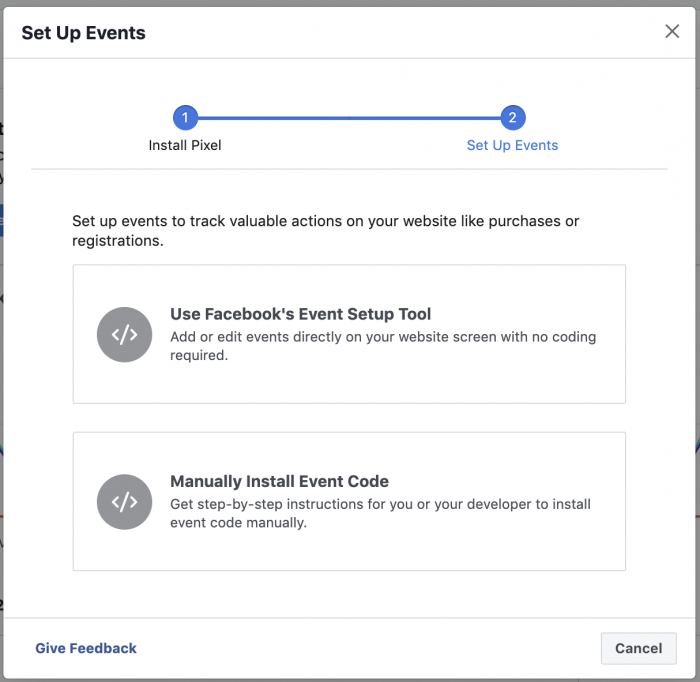 Set Up Events
1
2
Install Pixel
Set Up Events
Set up events to track valuable actions on your website like purchases or
registrations.
</>
Use Facebook's Event Setup Tool
Add or edit events directly on your website screen with no coding
required.
</>
Manually Install Event Code
Get step-by-step instructions for you or your developer to install
event code manually.
Give Feedback
Cancel